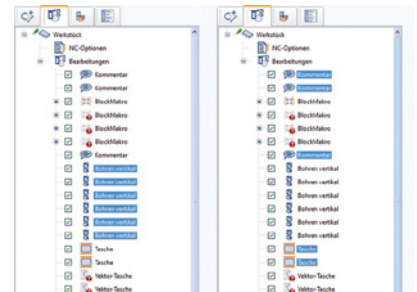 Werkstück
NC-Optionen
Bearbeitungen
Kommentar
Kommentar
BlockMakro
BlockMakro
BlockMakro
BlockMakro
Kommentar
Bohren vertikal
Bohren vertikal
Bohren vertikal
Bohren vertikal
Bohren vertikal
Bohren vertikal
Tasche
Tasche
Vektor-Tasche
Vektor-Tasche
Werkstück
NC-Optionen
Bearbeitungen
Kommentar
Kommentar
BlockMakro
BlockMakro
BlockMakro
BlockMakro
Kommentar
Bohren vertikal
Bohren vertikal
Bohren vertikal
Bohren vertikal
Bohren vertikal
Bohren vertikal
Tasche
Tasche
Vektor-Tasche
Vektor-Tasche